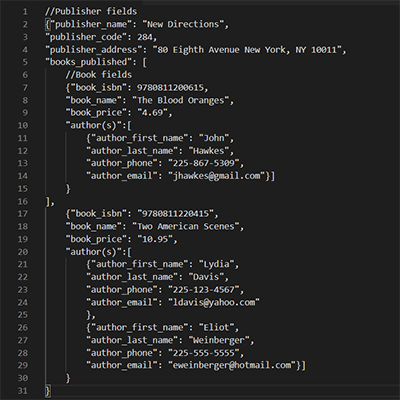 1 //Publisher fields
2 {"publisher_name": "New Directions",
3 "publisher_code": 284,
4 "publisher_address": "80 Eighth Avenue New York, NY 10011",
5 "books_published": [
6 //Book fields
7 {"book_isbn": 9780811200615,
8 "book_name": "The Blood Oranges",
9 "book_price": "4.69",
10 "author(s)":[
11 {"author_first_name": "John",
12 "author_last_name": "Hawkes",
13 "author_phone": "225-867-5309",
14 "author_email": "jhawkes@gmail.com"}]
15 }
16 ],
17 {"book_isbn": "9780811220415",
18 "book_name": "Two American Scenes",
19 "book_price": "10.95",
20 "author(s)":[
21 {"author_first_name": "Lydia",
22 "author_last_name": "Davis",
23 "author_phone": "225-123-4567",
24 "author_email": "ldavis@yahoo.com"
25 },
26 {"author_first_name": "Eliot",
27 "author_last_name": "Weinberger",
28 "author_phone": "225-555-5555",
29 "author_email": "eweinberger@hotmail.com"}]
30 }
31 }